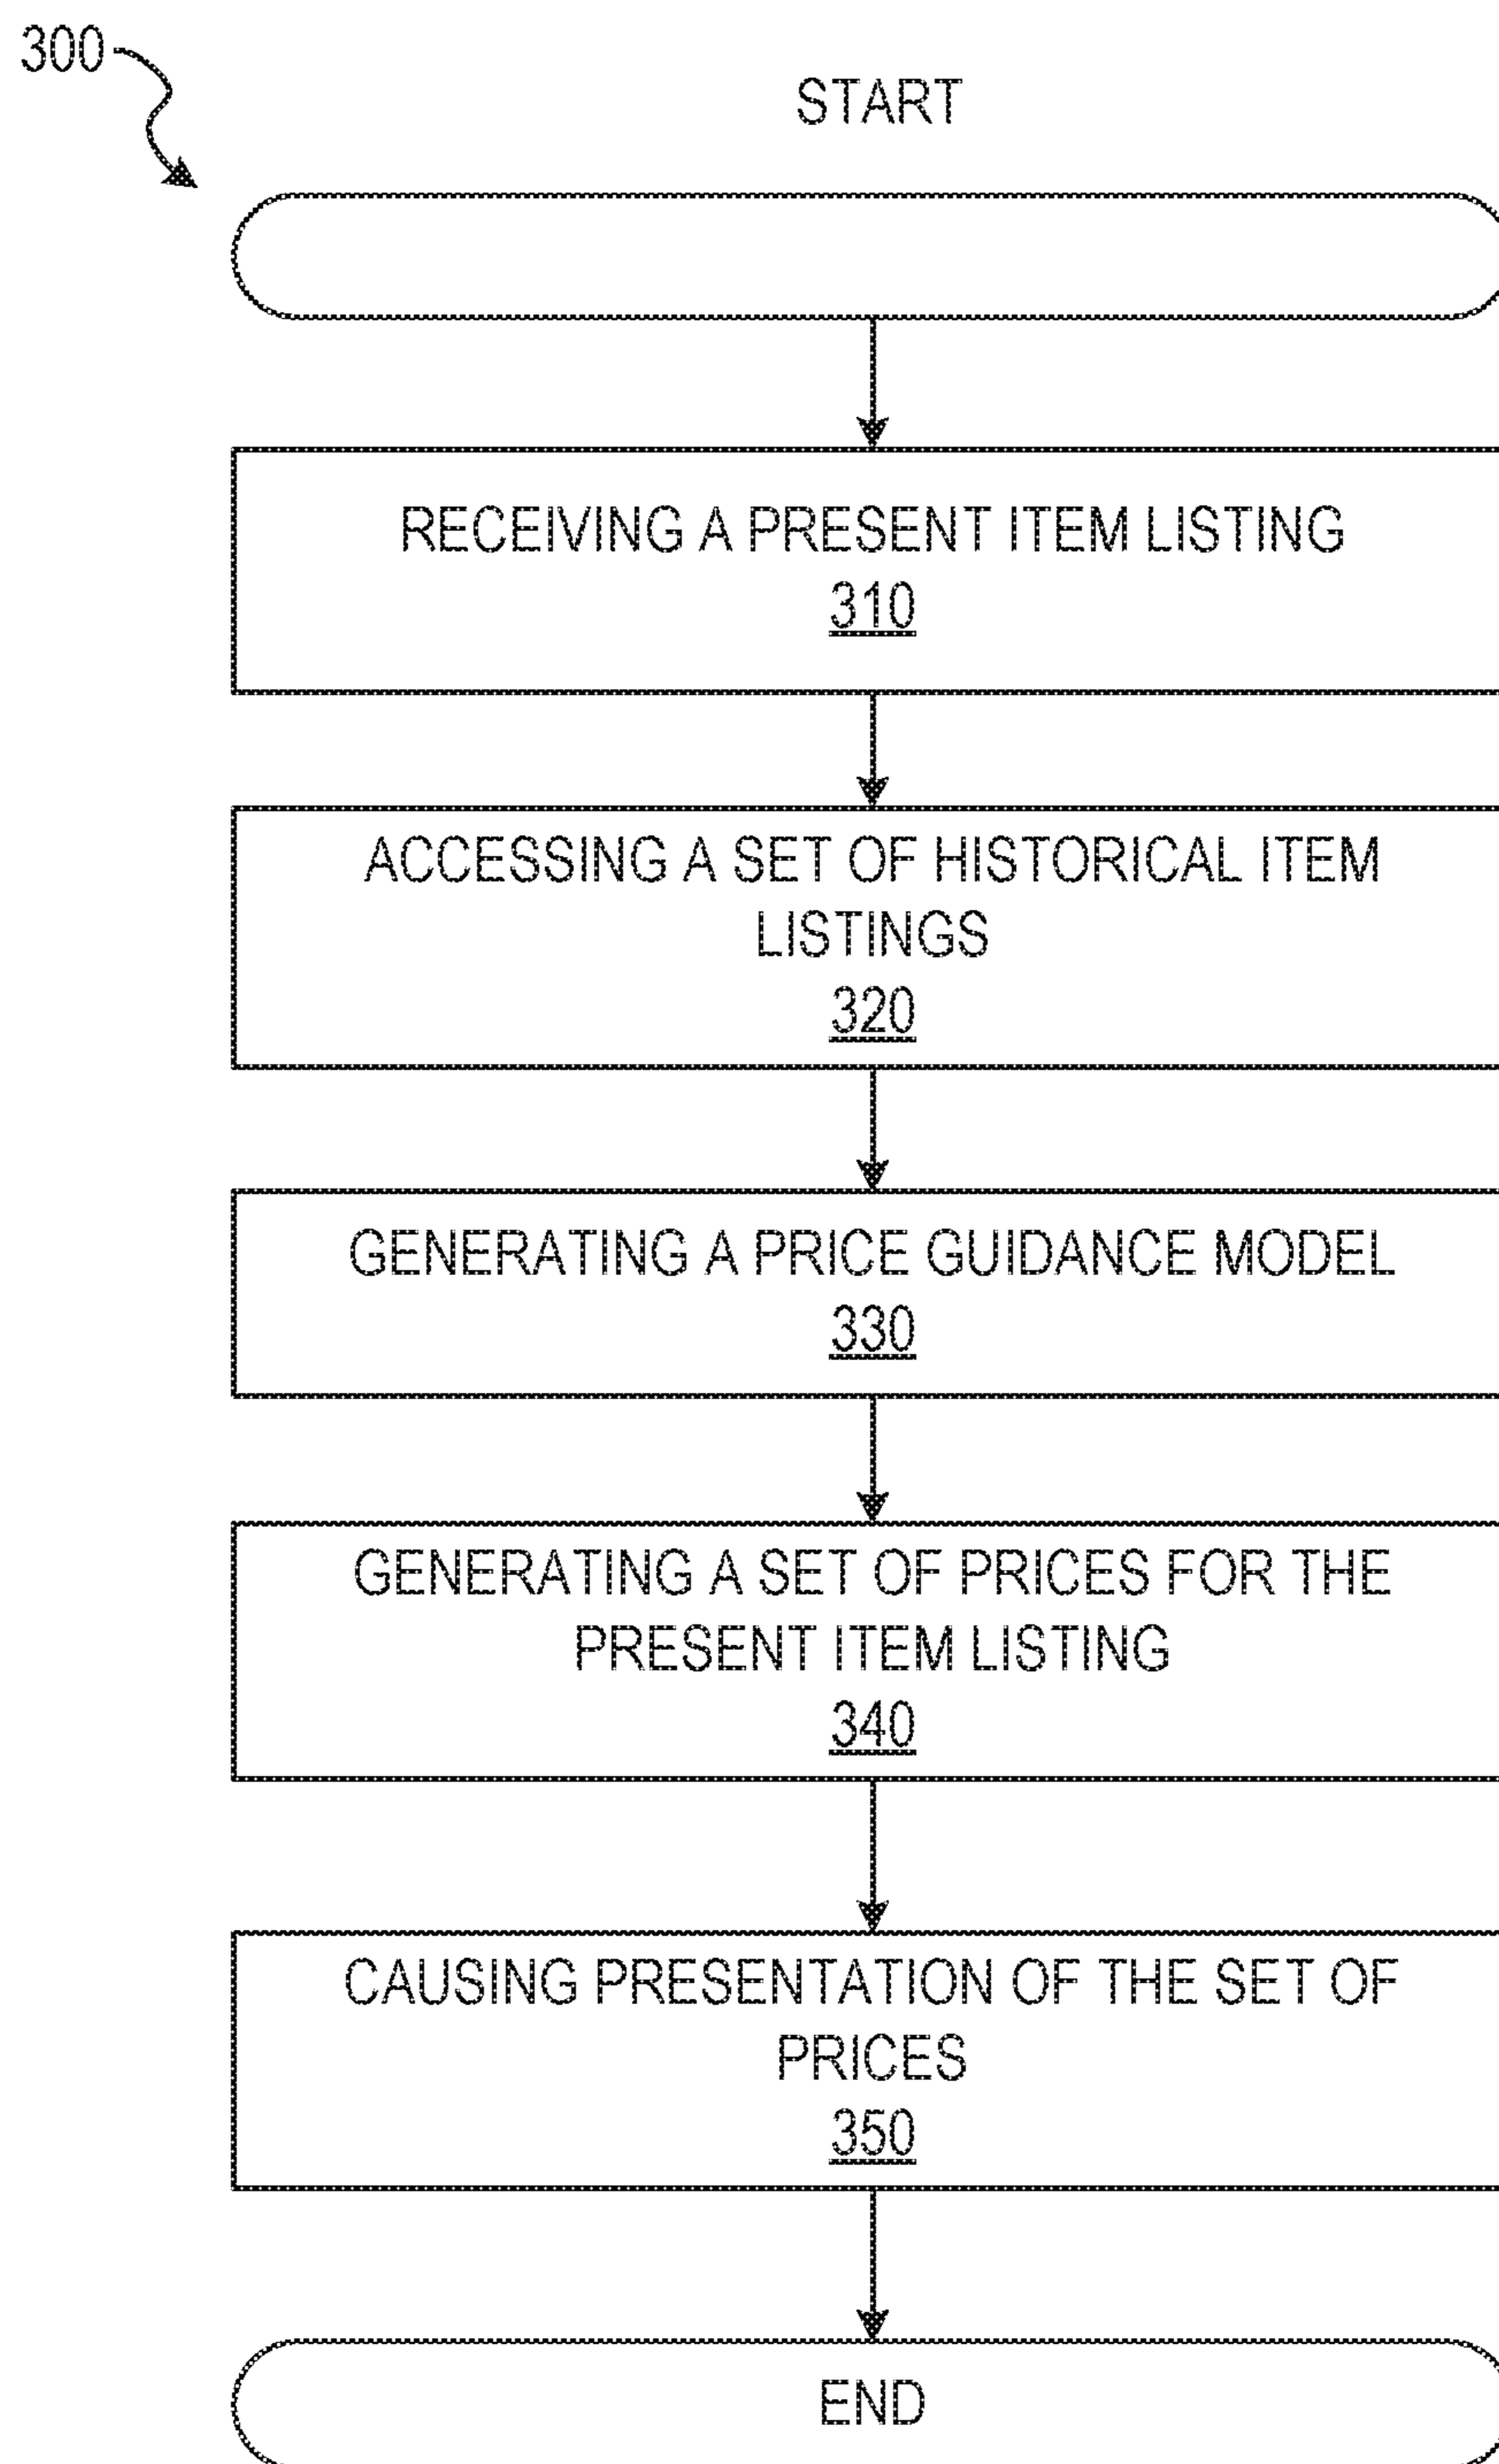 300
START
RECEIVING A PRESENT ITEM LISTING
310
ACCESSING A SET OF HISTORICAL ITEM
LISTINGS
320
GENERATING A PRICE GUIDANCE MODEL
330
GENERATING A SET OF PRICES FOR THE
PRESENT ITEM LISTING
340
CAUSING PRESENTATION OF THE SET OF
PRICES
350
END